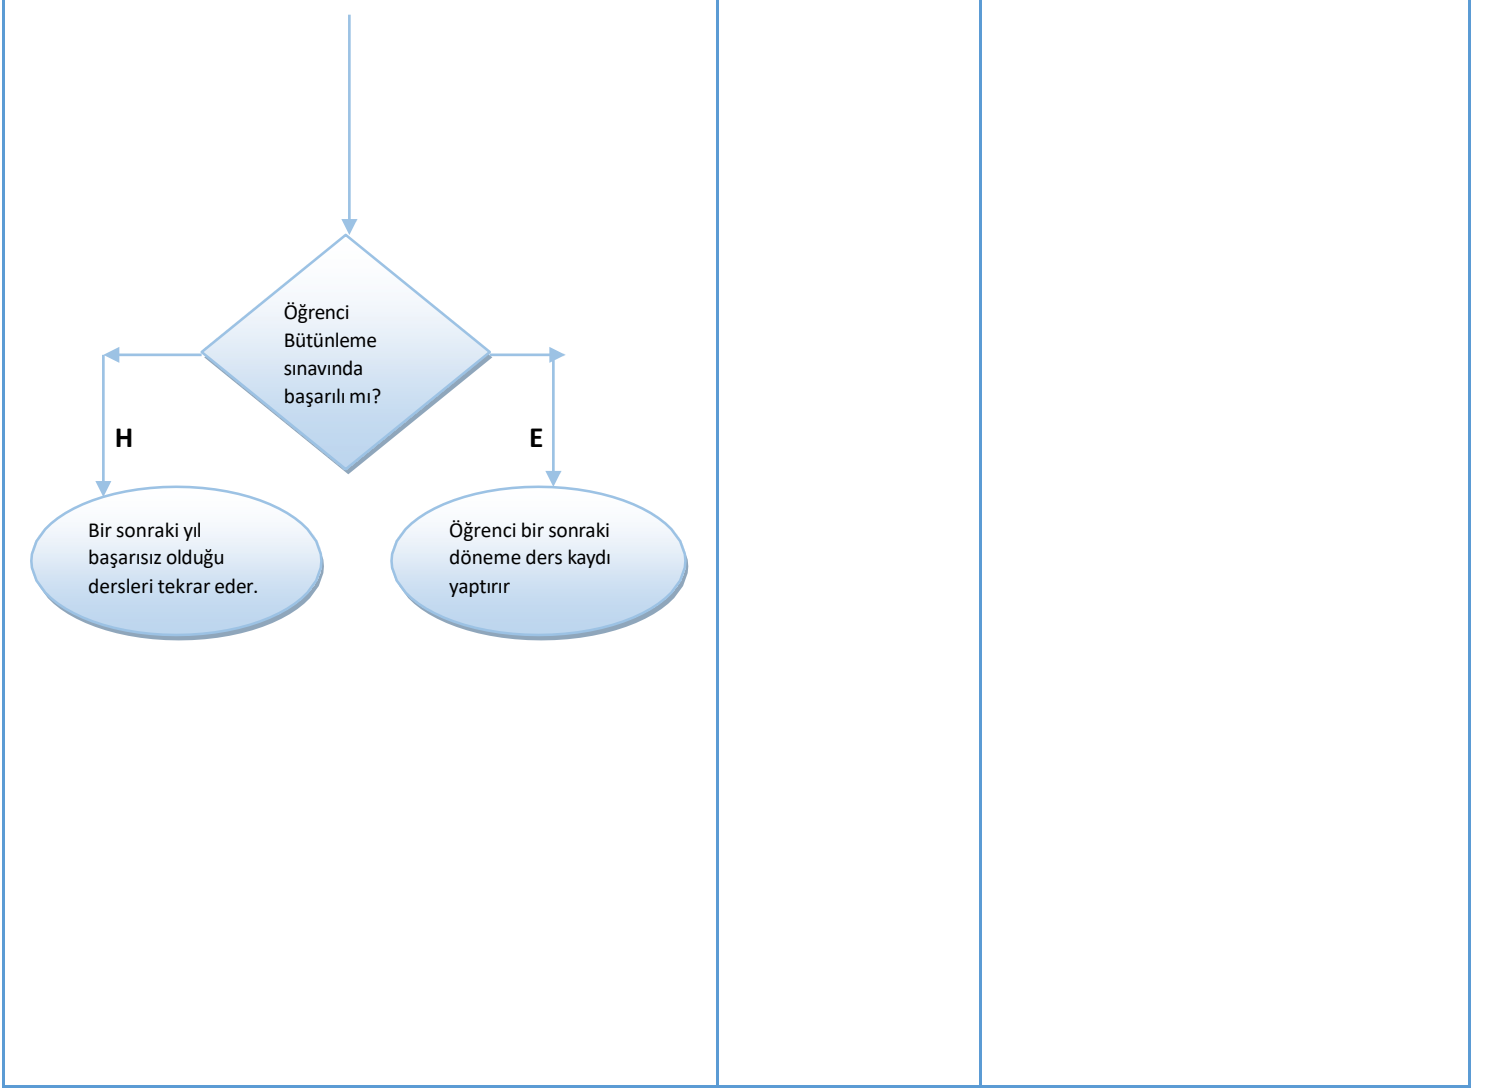 Öğrenci
Bütünleme
sınavında
başarılı mı?
H
E
Bir sonraki yıl
başarısız olduğu
dersleri tekrar eder.
Öğrenci bir sonraki
döneme ders kaydı
yaptırır